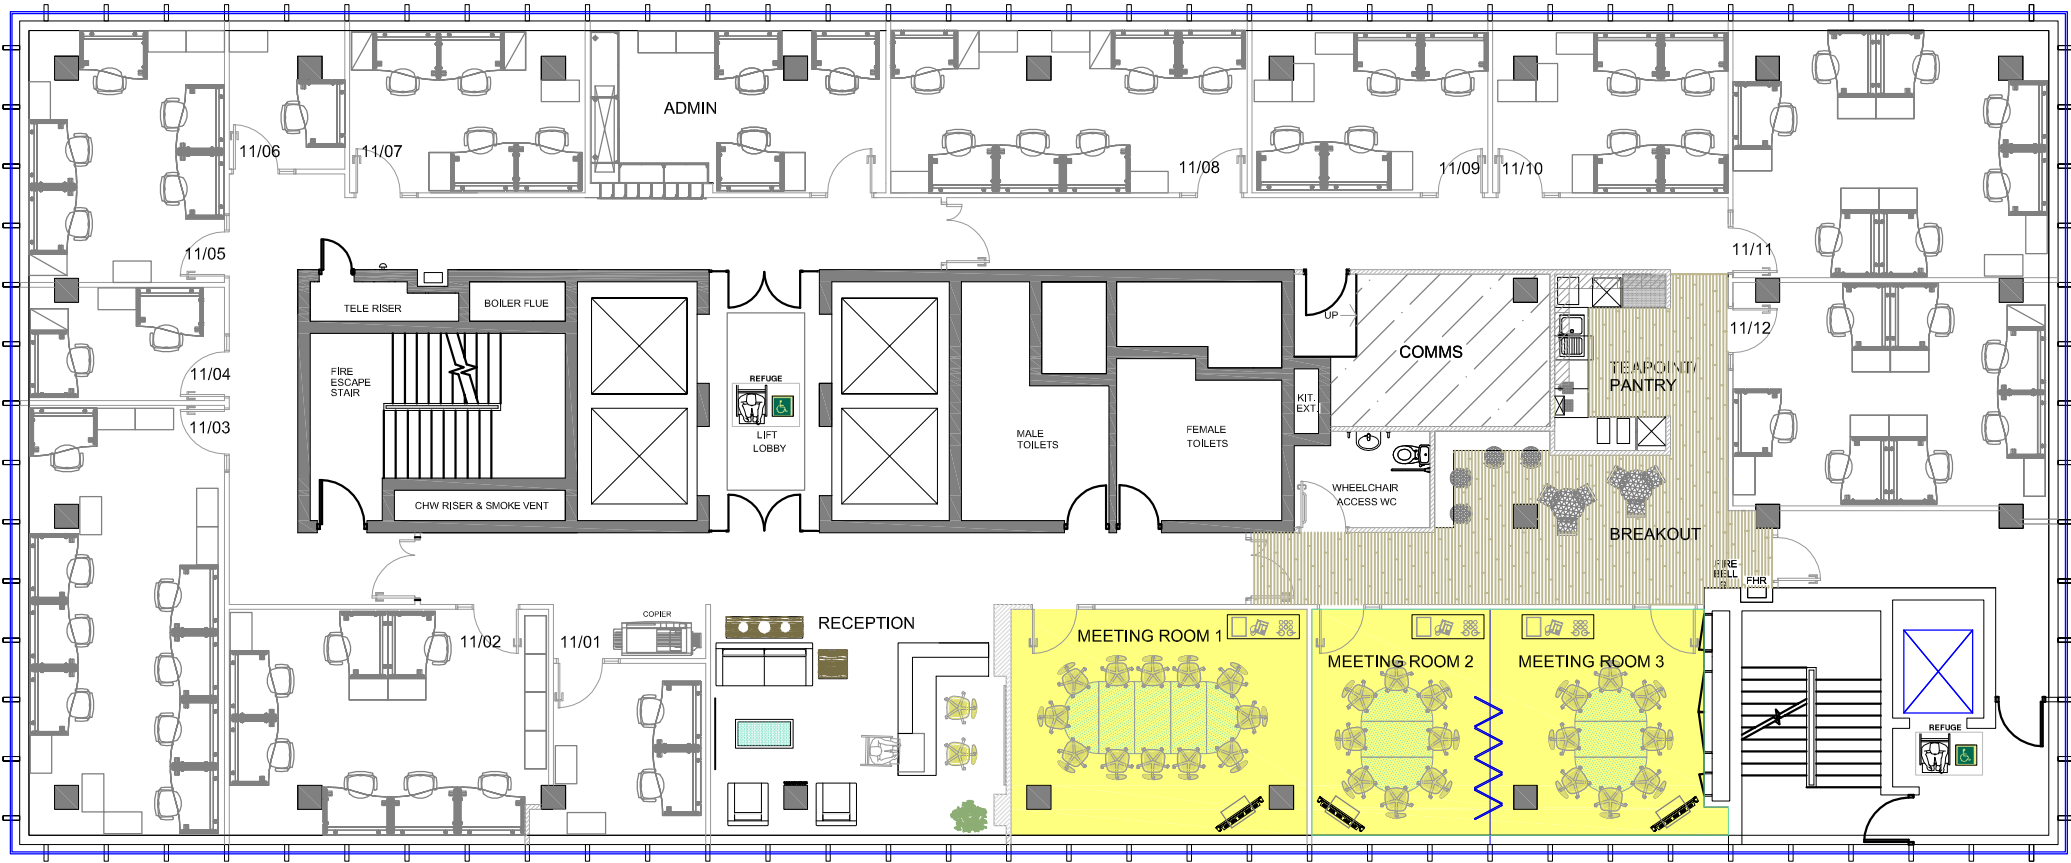 ADMIN
11/06
11/07
11/08
11/09
11/10
11/05
11/11
TELE RISER
BOILER FLUE
UP
11/12
COMMS
TEAPOINT/
PANTRY
11/04
FIRE
ESCAPE
STAIR
REFUGE
KIT.
EXT.
11/03
LIFT
LOBBY
MALE
TOILETS
FEMALE
TOILETS
WHEELCHAIR
ACCESS WC
CHW RISER & SMOKE VENT
BREAKOUT
FIRE
BELL
FHR
COPIER
RECEPTION
11/02
11/01
MEETING ROOM 1
MEETING ROOM 2
MEETING ROOM 3
REFUGE